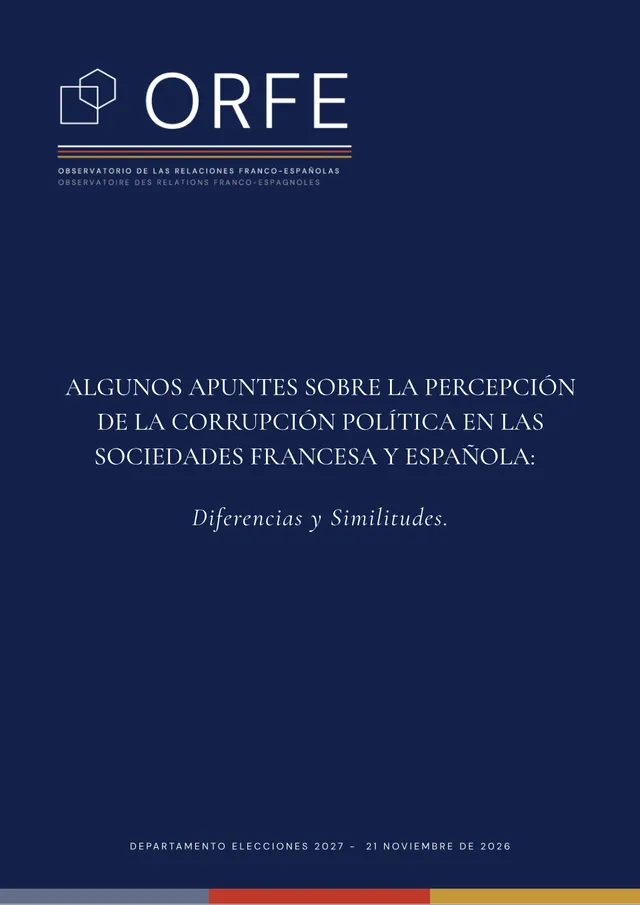 ORFE
OBSERVATORIO DE LAS RELACIONES FRANCO-ESPAÑOLAS
OBSERVATOIRE DES RELATIONS FRANCO-ESPAGNOLES
ALGUNOS APUNTES SOBRE LA PERCEPCIÓN
DE LA CORRUPCIÓN POLÍTICA EN LAS
SOCIEDADES FRANCESA Y ESPAÑOLA:
Diferencias y Similitudes.
DEPARTAMENTO ELECCIONES 2027 - 21 NOVIEMBRE DE 2026